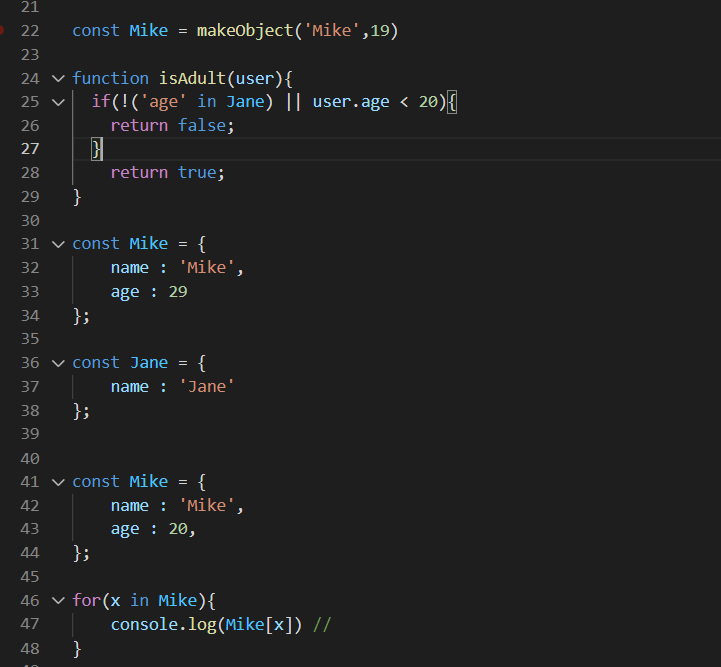 21
22 const Mike = makeObject('Mike',19)
23
24 function isAdult(user){
25 if(!('age' in Jane) || user.age < 20){
26 return false;
27 }
28 return true;
29 }
30
31 const Mike = {
32 name : 'Mike',
33 age : 29
34 };
35
36 const Jane = {
37 name : 'Jane'
38 };
39
40
41 const Mike = {
42 name : 'Mike',
43 age : 20,
44 };
45
46 for(x in Mike){
47 console.log(Mike[x]) //
48 }